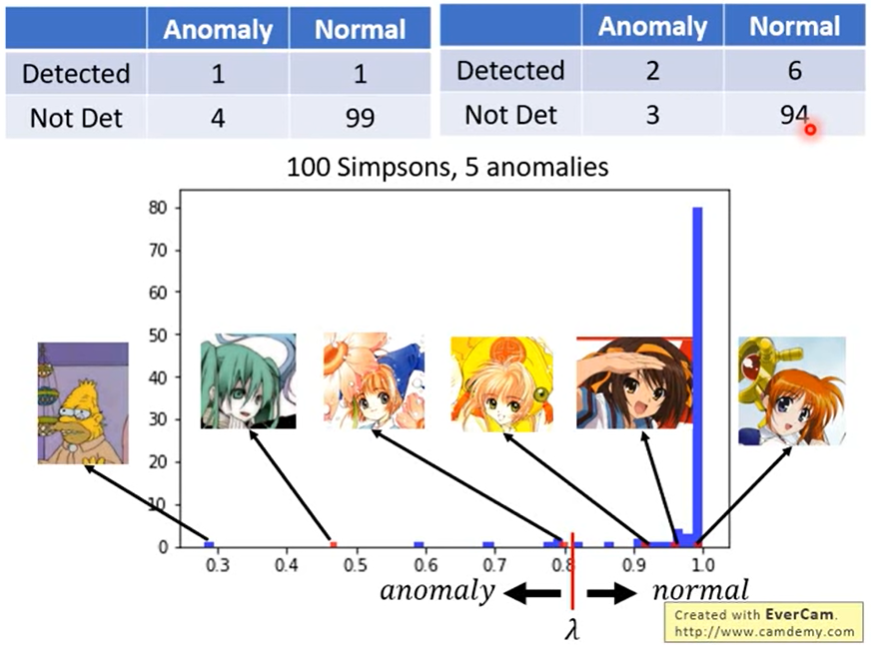 Anomaly Normal
Detected 1 1
Not Det 4 99
Anomaly Normal
Detected 2 6
Not Det 3 94
100 Simpsons, 5 anomalies
80
70
60
50
40
30
20
10
0
0.3 0.4 0.5 0.6 0.7 0.8 0.9 1.0
anomaly normal
λ
Created with EverCam.
http://www.camdemy.com